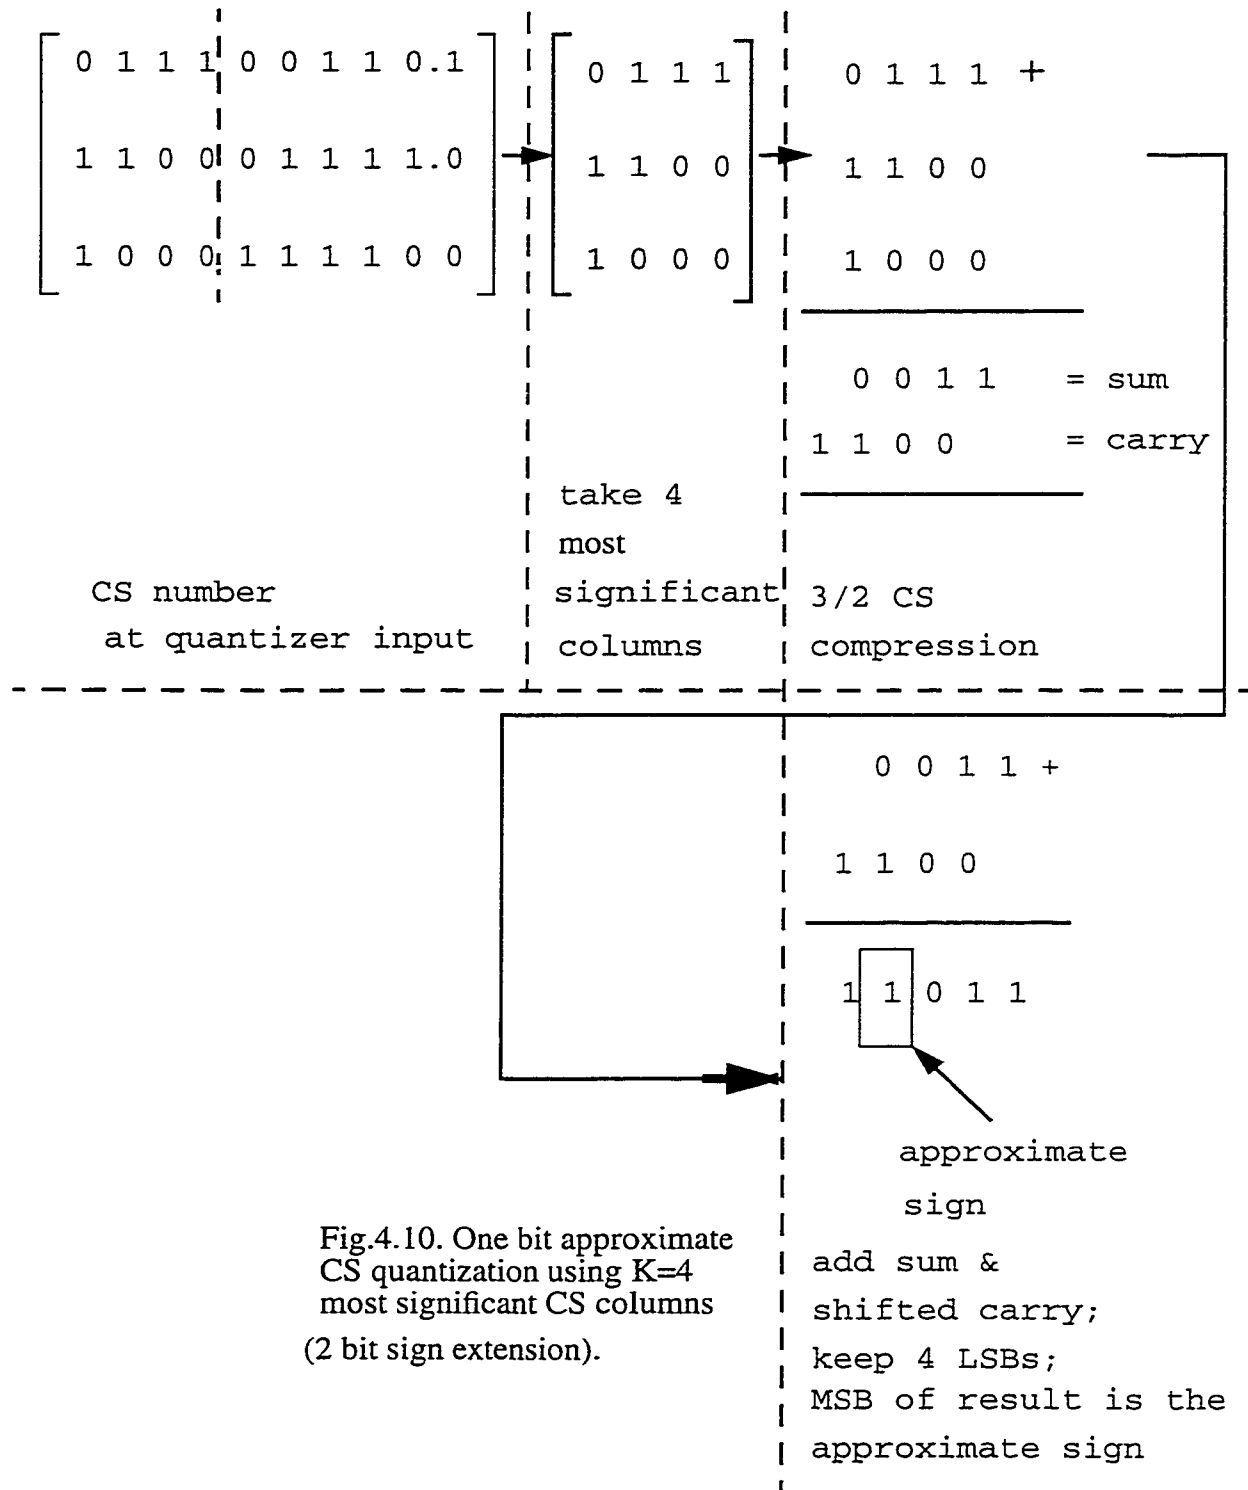 0 1 1 1 0 0 1 1 0.1
1 1 0 0 0 1 1 1 1.0
1 0 0 0 1 1 1 1 0 0
CS number
at quantizer input
0 1 1 1
1 1 0 0
1 0 0 0
take 4
most
significant
columns
0 1 1 1 +
1 1 0 0
1 0 0 0
0 0 1 1 = sum
1 1 0 0 = carry
3/2 CS
compression
0 0 1 1 +
1 1 0 0
1 1 0 1 1
approximate
sign
add sum &
shifted carry;
keep 4 LSBs;
MSB of result is the
approximate sign
Fig.4.10. One bit approximate
CS quantization using K=4
most significant CS columns
(2 bit sign extension).